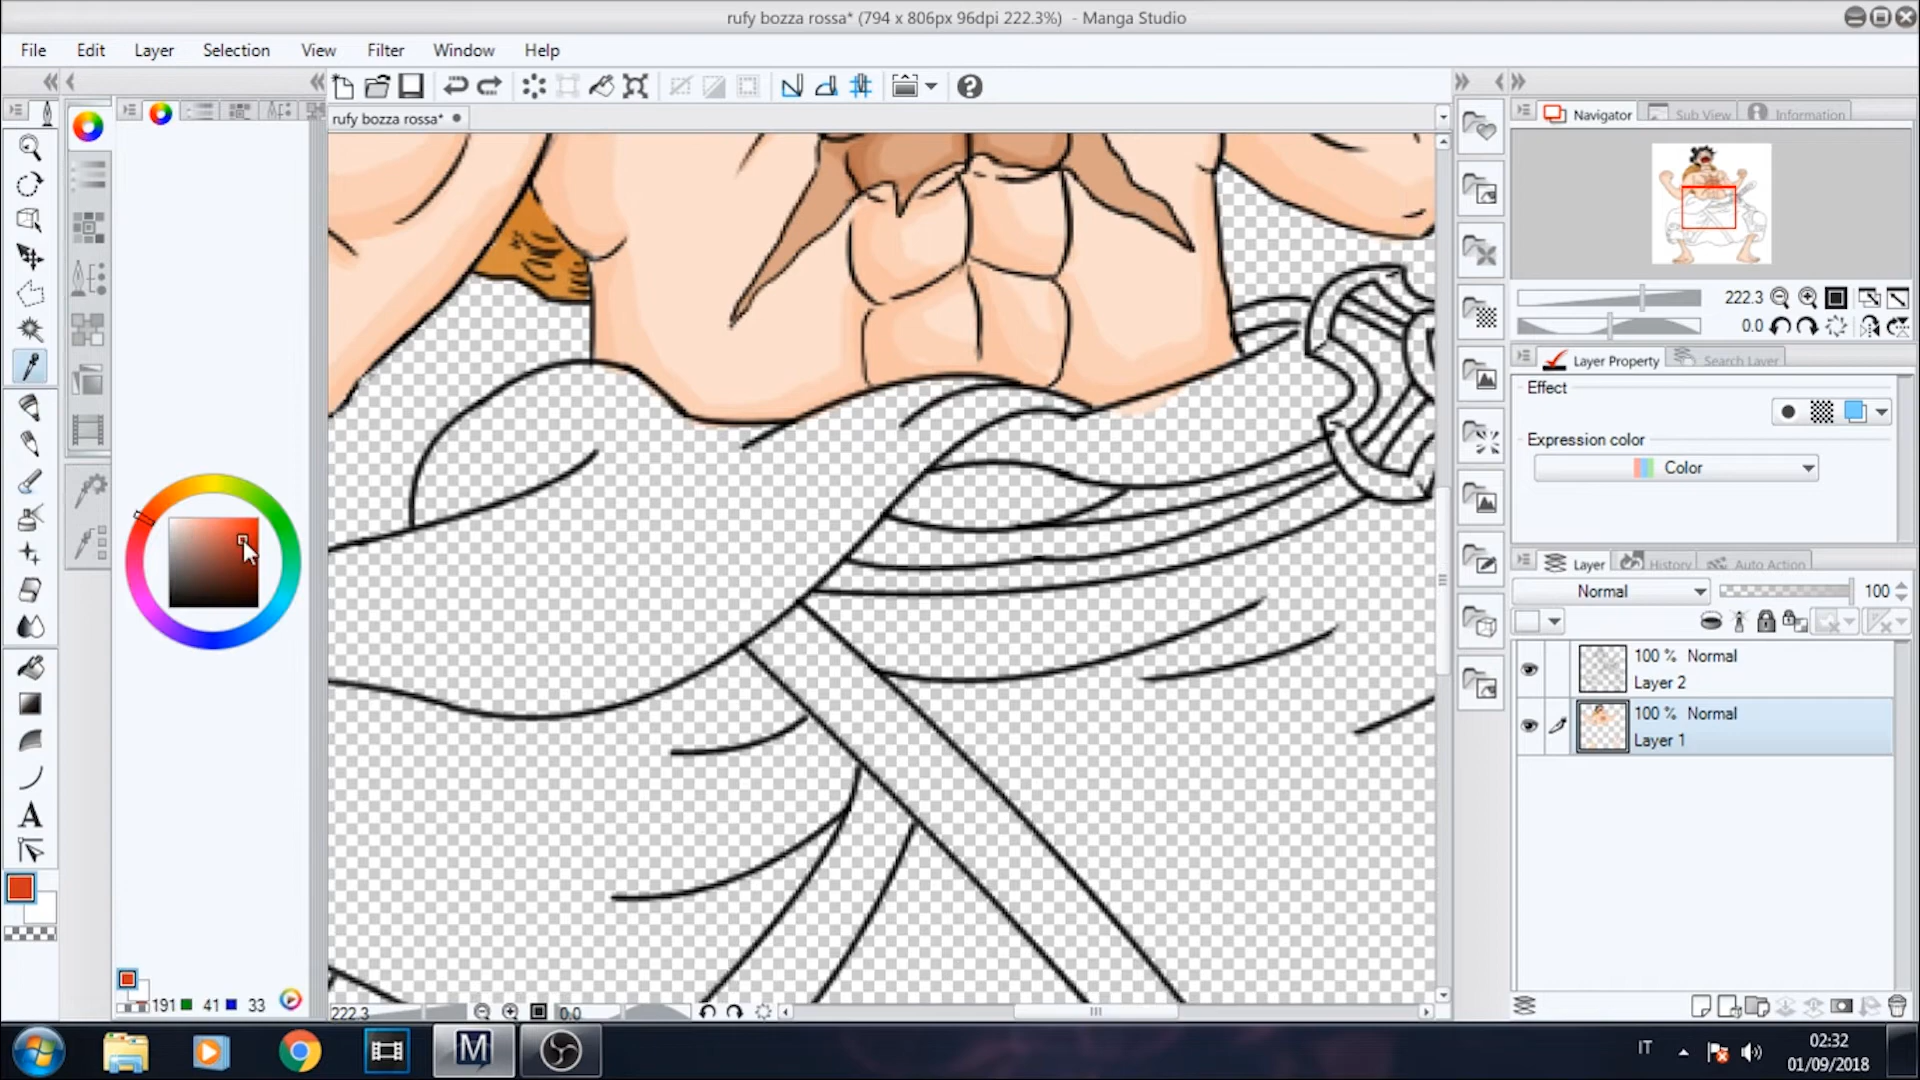 rufy bozza rossa* (794 x 806px 96dpi 222.3%)  - Manga Studio
File Edit Layer Selection View Filter Window Help
rufy bozza rossa*
Navigator Sub View Information
222.3
0.0
Layer Property Search Layer
Effect
Expression color
Color
Layer History Auto Action
Normal 100
100 % Normal
Layer 2
100 % Normal
Layer 1
A
191 41 33
222.3 0.0
M
IT
02:32
01/09/2018